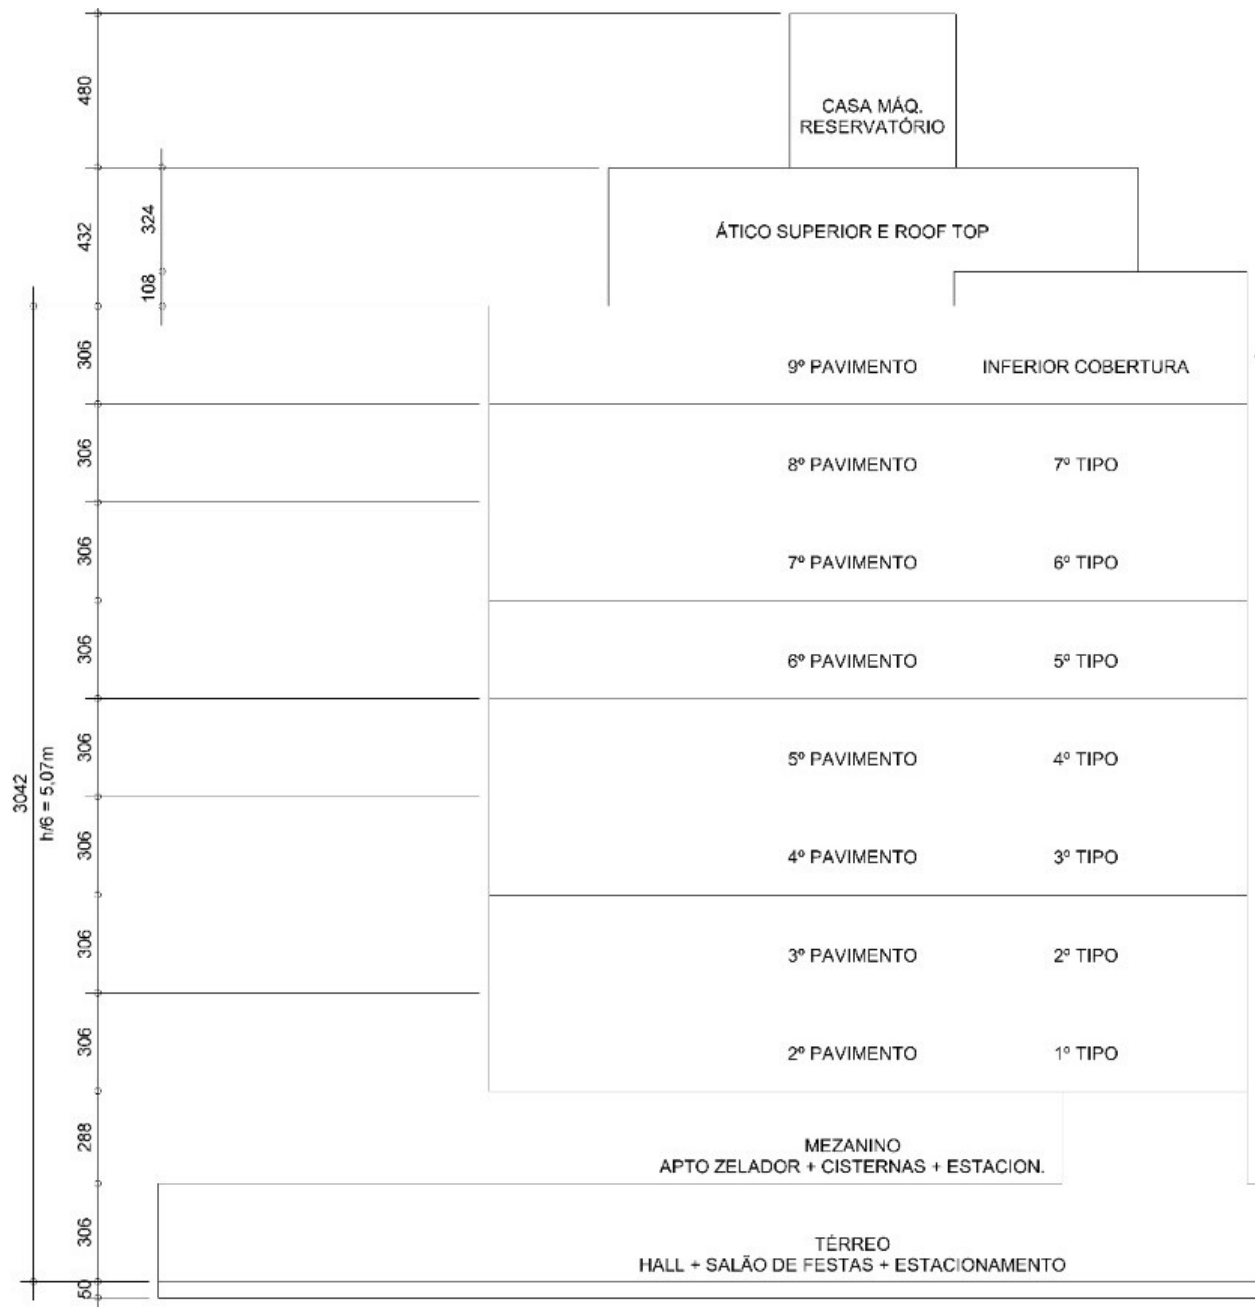 480
CASA MÁQ.
RESERVATÓRIO
432
324
108
ÁTICO SUPERIOR E ROOF TOP
306
9º PAVIMENTO INFERIOR COBERTURA
306
8º PAVIMENTO 7º TIPO
306
7º PAVIMENTO 6º TIPO
306
6º PAVIMENTO 5º TIPO
3042
h/6 = 5,07m
306
5º PAVIMENTO 4º TIPO
306
4º PAVIMENTO 3º TIPO
306
3º PAVIMENTO 2º TIPO
306
2º PAVIMENTO 1º TIPO
288
MEZANINO
APTO ZELADOR + CISTERNAS + ESTACION.
306
TÉRREO
HALL + SALÃO DE FESTAS + ESTACIONAMENTO
50